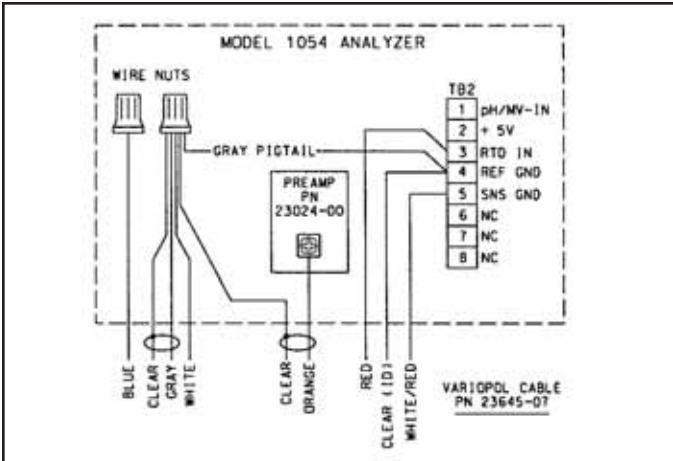 MODEL 1054 ANALYZER
WIRE NUTS
TB2
1 pH/MV-IN
2 + 5V
3 RTD IN
4 REF GND
5 SNS GND
6 NC
7 NC
8 NC
GRAY PIGTAIL
PREAMP
PN
23024-00
BLUE
CLEAR
GRAY
WHITE
CLEAR
ORANGE
RED
CLEAR (ID)
WHITE/RED
VARIOPOL CABLE
PN 23645-07